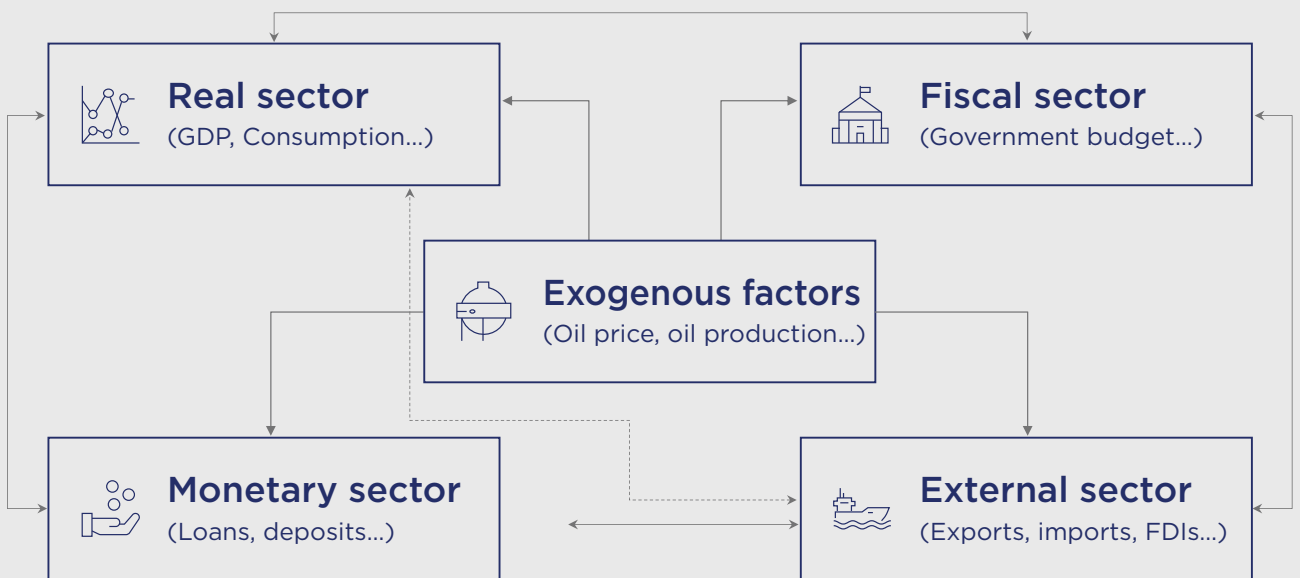 Real sector
(GDP, Consumption...)
Fiscal sector
(Government budget...)
Exogenous factors
(Oil price, oil production...)
Monetary sector
(Loans, deposits...)
External sector
(Exports, imports, FDIs...)